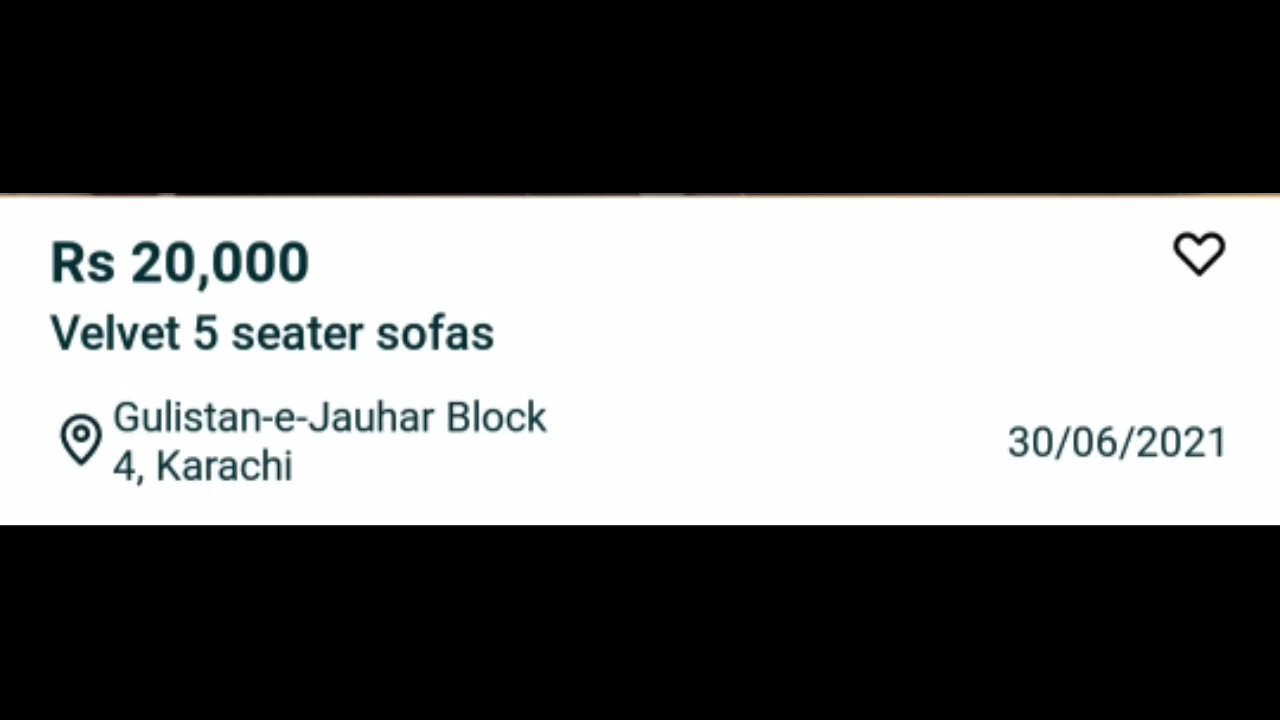 Rs 20,000
Velvet 5 seater sofas
Gulistan-e-Jauhar Block
4, Karachi
30/06/2021